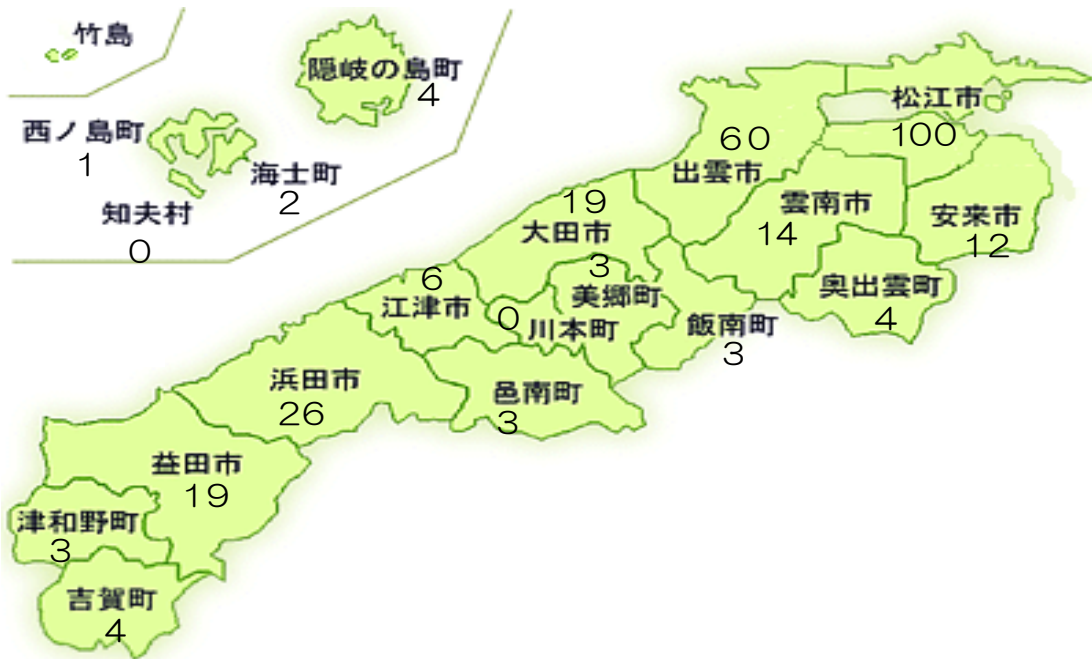 竹島
隠岐の島町
4
西ノ島町
1
海士町
2
知夫村
0
松江市
100
60
出雲市
雲南市
14
安来市
12
19
大田市
奥出雲町
4
3
美郷町
6
江津市
0
川本町
飯南町
3
浜田市
26
邑南町
3
益田市
19
津和野町
3
吉賀町
4